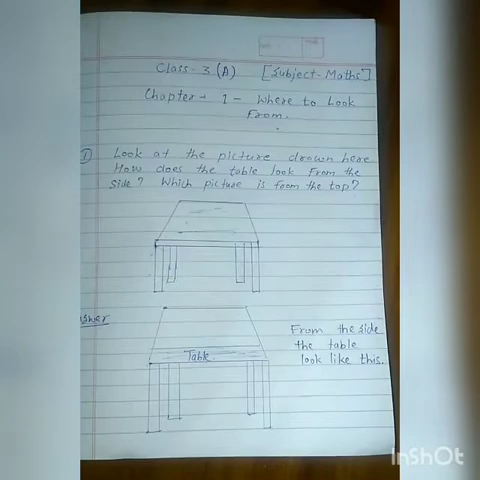 Class - 3 (A) [Subject - Maths]
Chapter - 1 - Where to Look
From.
1 Look at the picture drown here
How does the table look from the
side? Which picture is from the top?
nswer
Table
From the side
the table
look like this.
InShOt